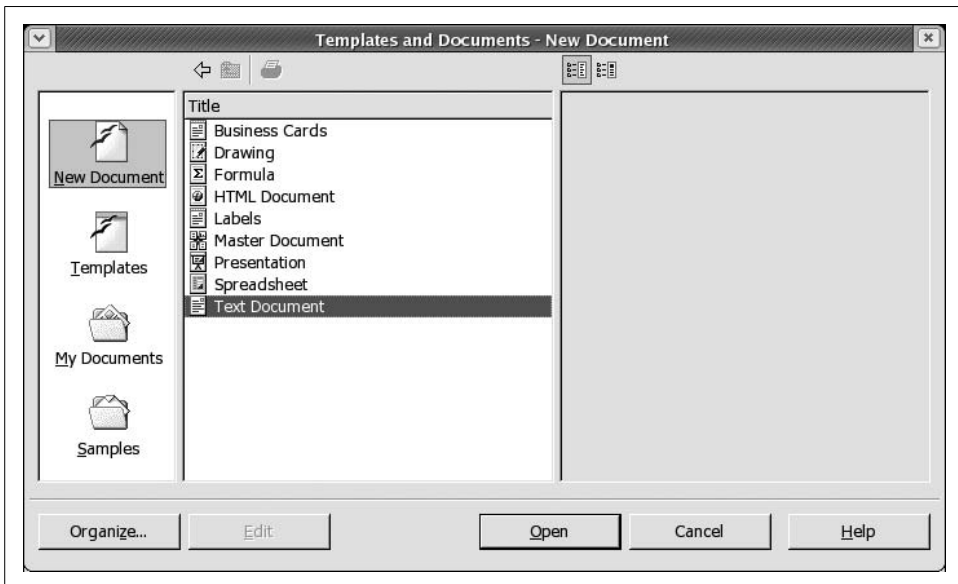 Templates and Documents - New Document
New Document
Templates
My Documents
Samples
Title
Business Cards
Drawing
Formula
HTML Document
Labels
Master Document
Presentation
Spreadsheet
Text Document
Organize...
Edit
Open
Cancel
Help